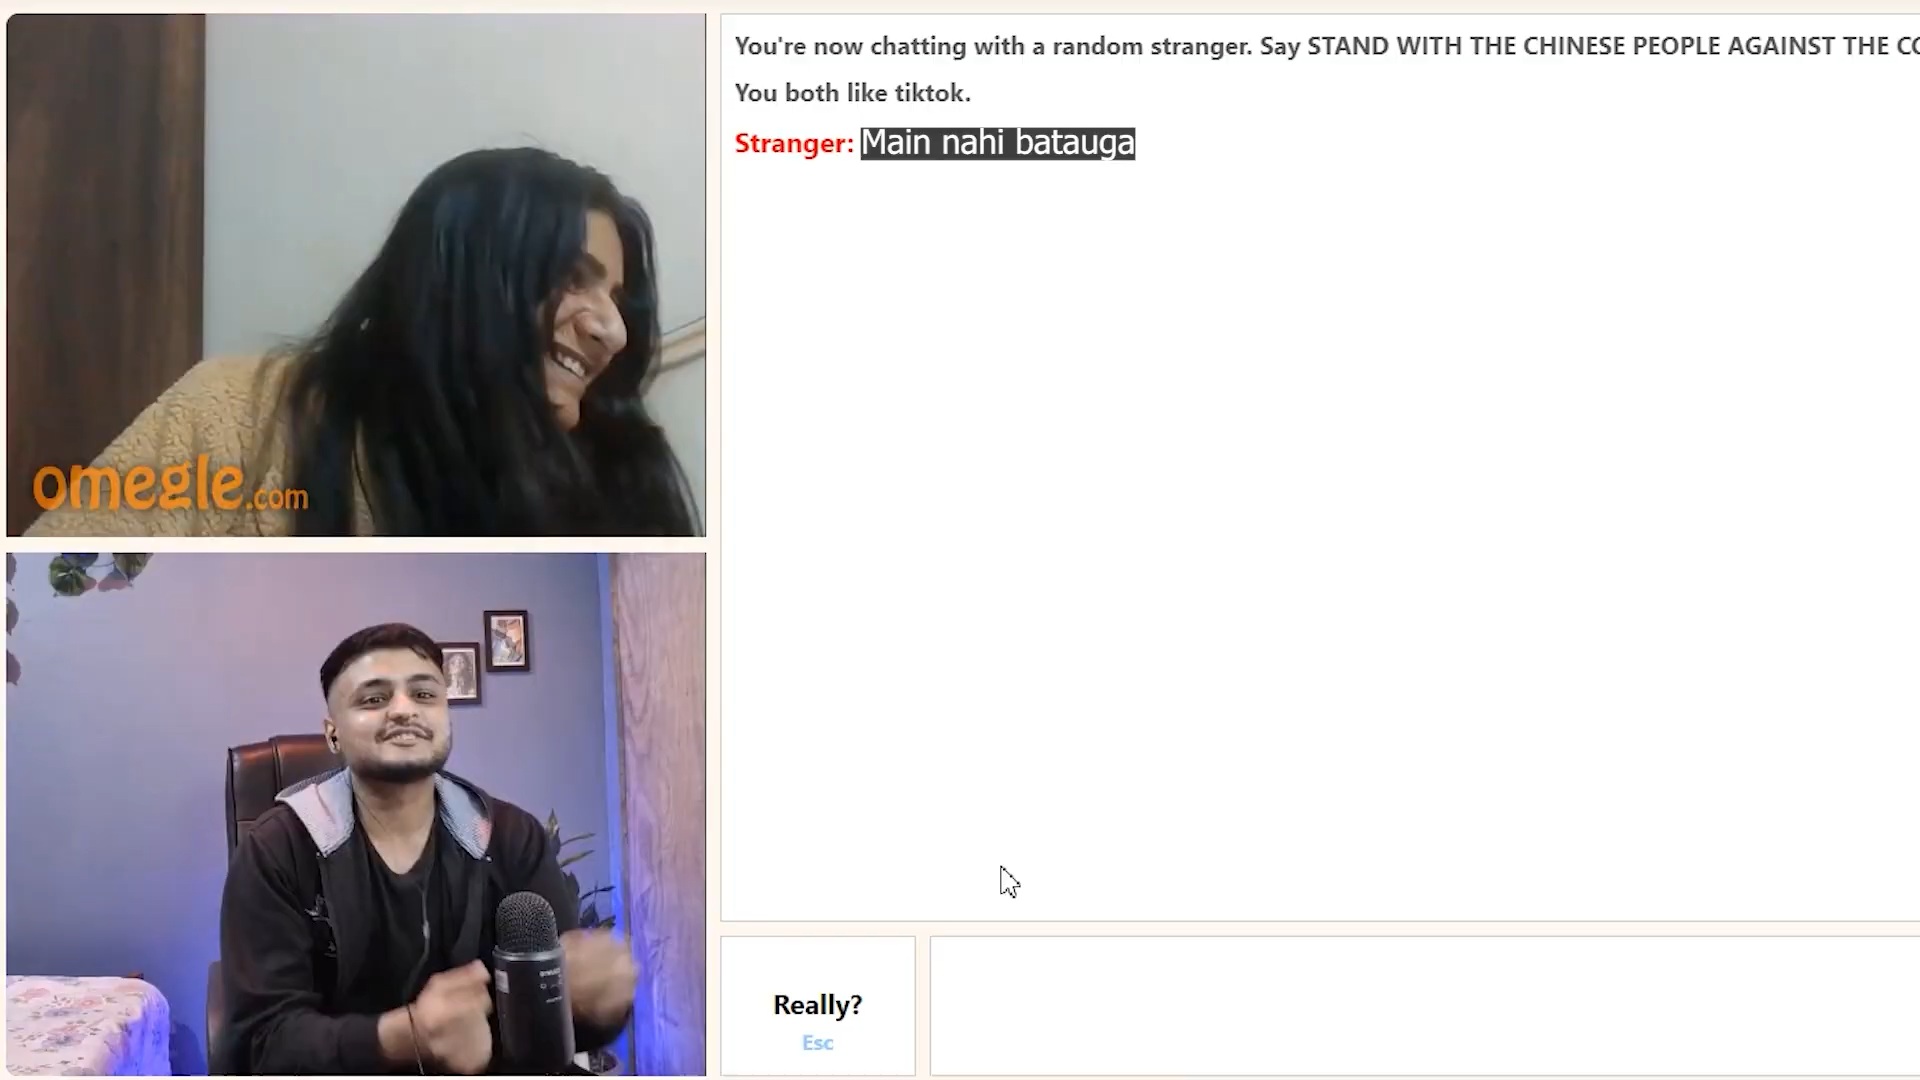 You're now chatting with a random stranger. Say STAND WITH THE CHINESE PEOPLE AGAINST THE
You both like tiktok.
Stranger: Main nahi batauga
omegle.com
Really?
Esc